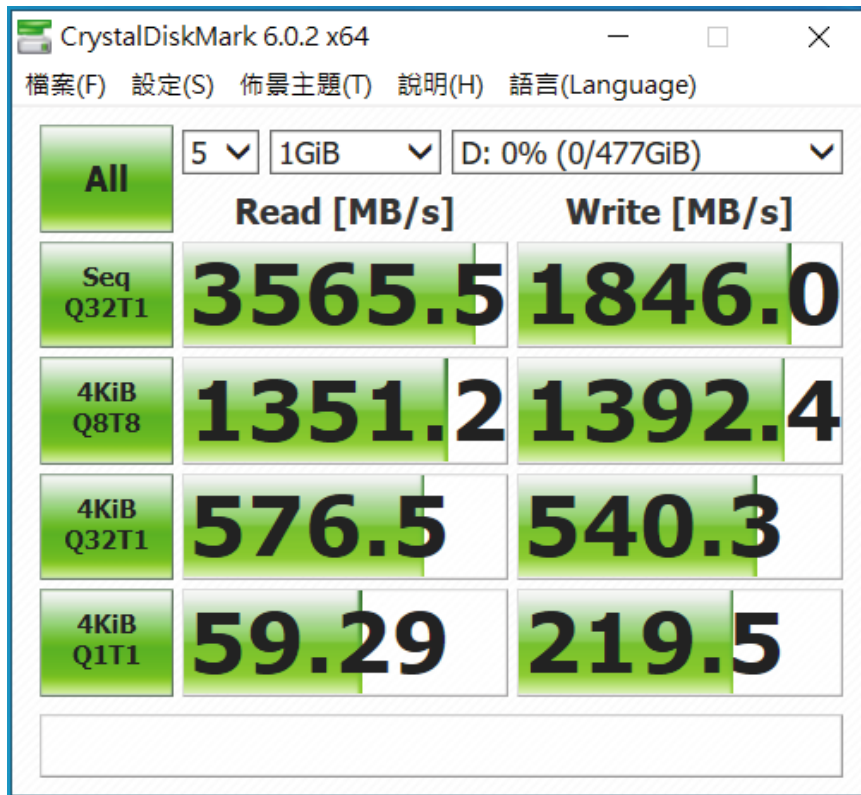 CrystalDiskMark 6.0.2 x64
檔案(F) 設定(S) 佈景主題(T) 說明(H) 語言(Language)
All 5 1GiB D: 0% (0/477GiB)
Read [MB/s] Write [MB/s]
Seq
Q32T1
3565.5 1846.0
4KiB
Q8T8
1351.2 1392.4
4KiB
Q32T1
576.5 540.3
4KiB
Q1T1
59.29 219.5